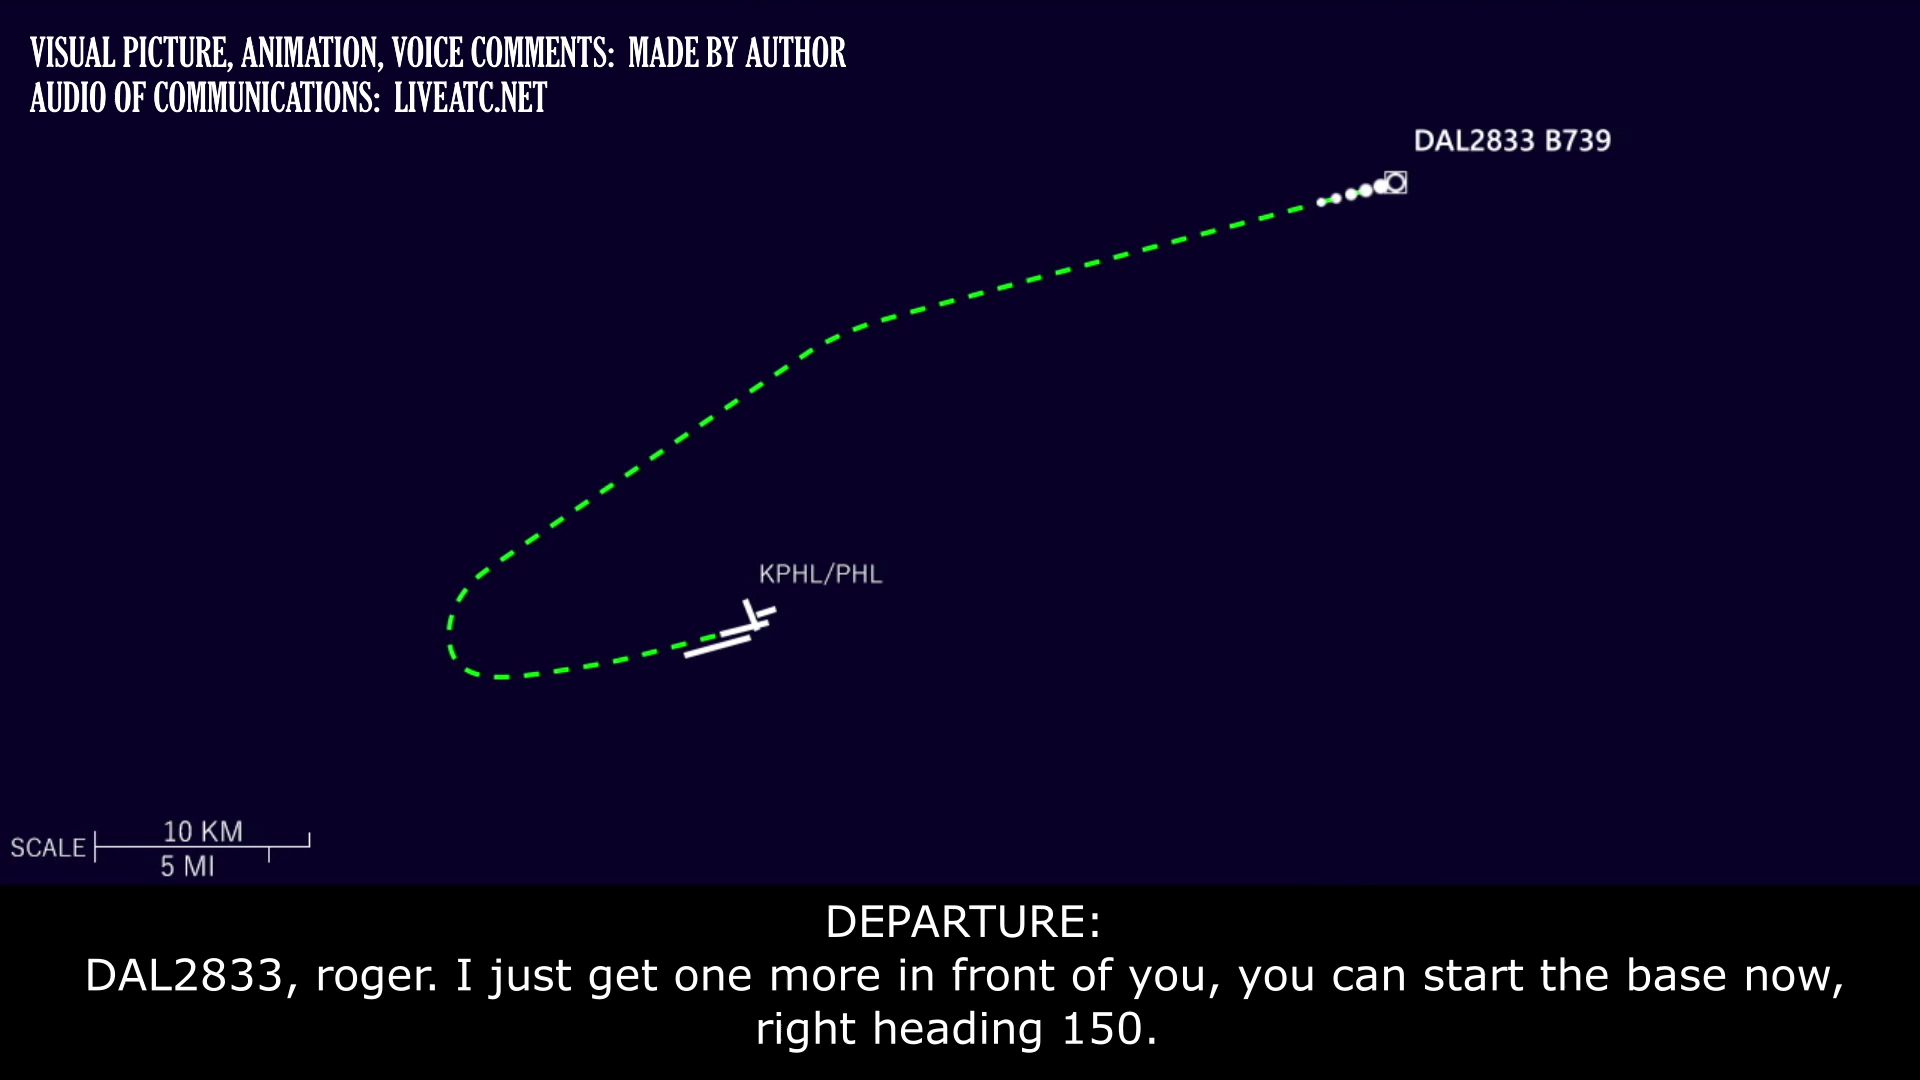 VISUAL PICTURE, ANIMATION, VOICE COMMENTS: MADE BY AUTHOR
AUDIO OF COMMUNICATIONS: LIVEATC.NET
DAL2833 B739
KPHL/PHL
10 KM
SCALE
5 MI
DEPARTURE:
DAL2833, roger. I just get one more in front of you, you can start the base now,
right heading 150.